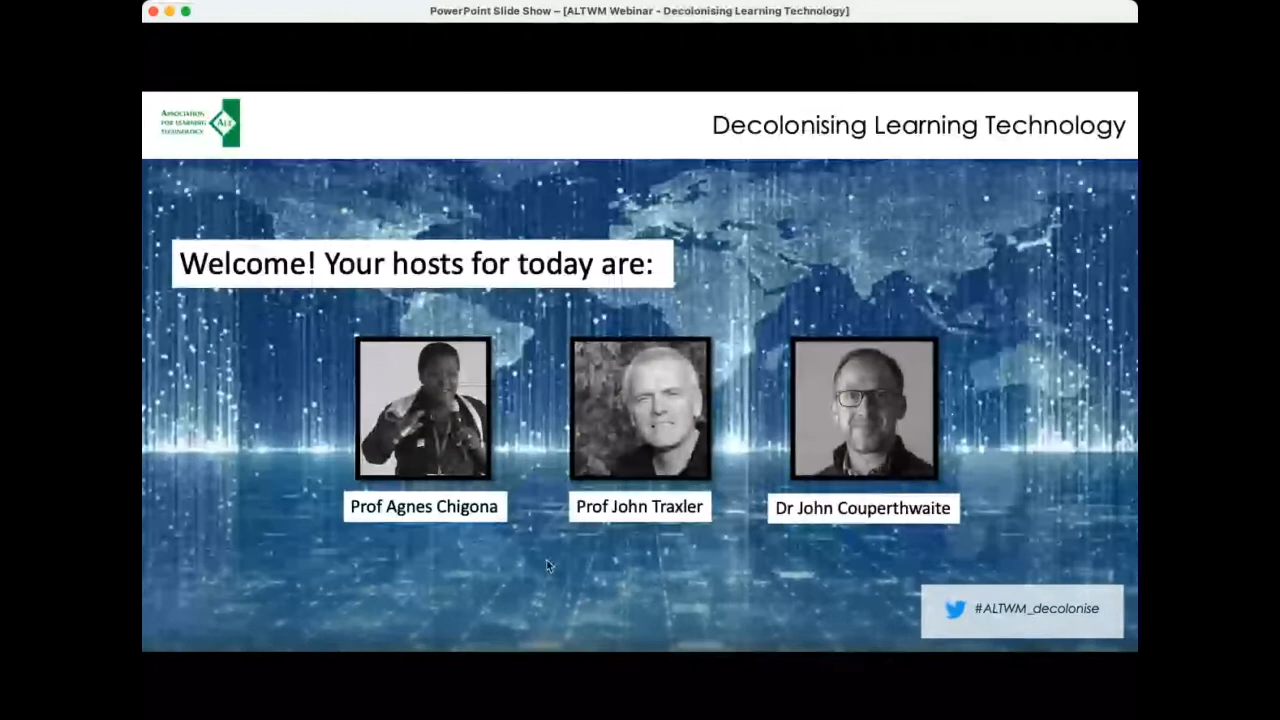 PowerPoint Slide Show – [ALTWM Webinar - Decolonising Learning Technology]
ASSOCIATION
FOR LEARNING
TECHNOLOGY
ALT
Decolonising Learning Technology
Welcome! Your hosts for today are:
Prof Agnes Chigona
Prof John Traxler
Dr John Couperthwaite
#ALTWM_decolonise